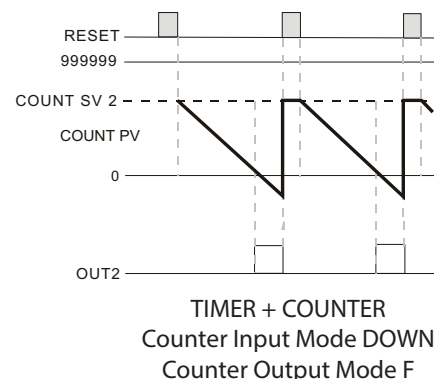 RESET
999999
COUNT SV 2
COUNT PV
0
OUT2
TIMER + COUNTER
Counter Input Mode DOWN
Counter Output Mode F